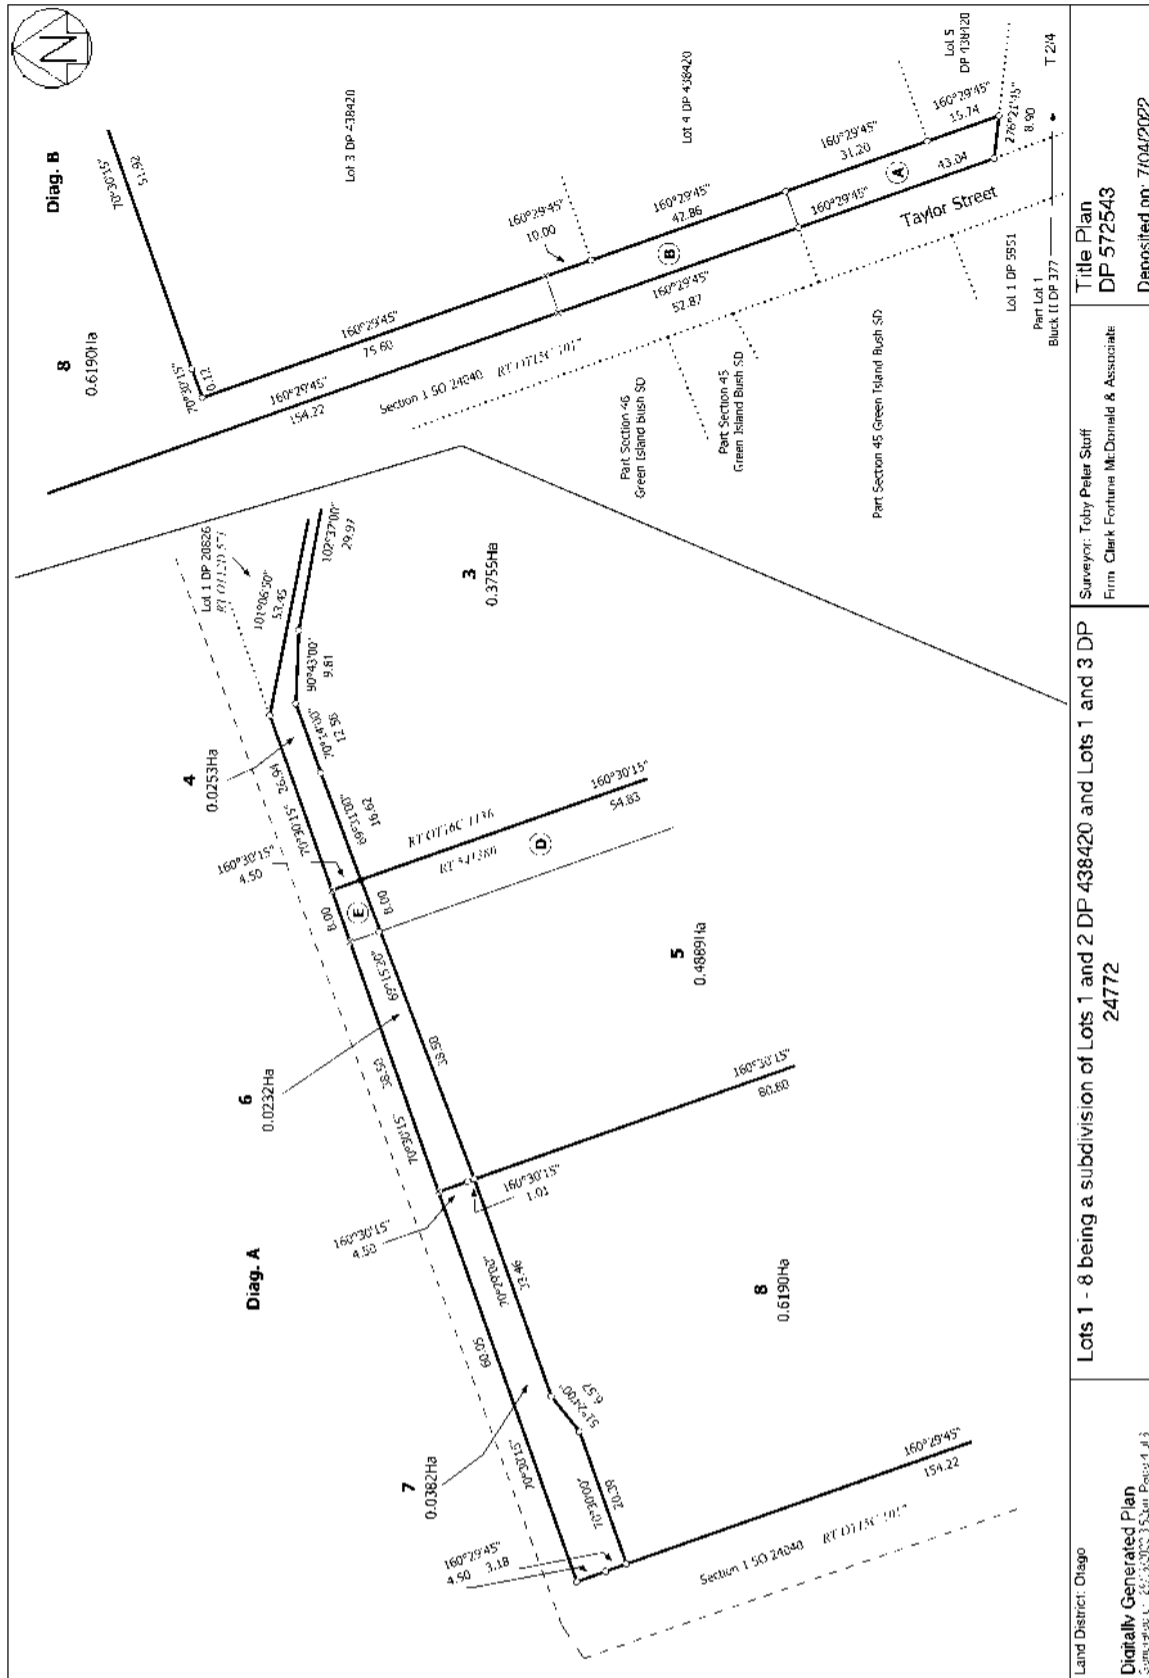 Diag. B
8
0.6190Ha
70°30'15"
51.92
70°30'15"
Lot 3 DP 438420
160°29'45"
75.60
160°29'45"
154.22
Section 1 SO 24040
160°29'45"
10.00
160°29'45"
42.86
B
160°29'45"
52.87
Lot 4 DP 438420
160°29'45"
31.20
Lot 5
DP 438420
160°29'45"
15.74
160°29'45"
43.04
A
276°21'45"
8.90
Taylor Street
T 2/4
Part Section 46
Green Island Bush SD
Part Section 45
Green Island Bush SD
Part Section 45 Green Island Bush SD
Lot 1 DP 5951
Part Lot 1
Block II DP 377
Lot 1 DP 20826
101°06'50"
53.45
102°37'00"
29.97
3
0.3755Ha
90°43'00"
9.81
70°14'00"
12.56
4
0.0253Ha
70°30'15" 26.94
69°31'00"
16.62
160°30'15"
4.50
8.00
E
8.00
160°30'15"
54.83
D
5
0.4889Ha
38.50
6
0.0232Ha
70°30'15"
38.50
160°30'15"
80.80
160°30'15"
1.01
160°30'15"
4.50
Diag. A
70°29'00"
8
0.6190Ha
70°30'15"
60.05
51°24'00"
6.57
70°30'00"
20.39
7
0.0382Ha
160°29'45"
4.50 3.18
160°29'45"
154.22
Section 1 SO 24040
Land District: Otago
Digitally Generated Plan
Lots 1 - 8 being a subdivision of Lots 1 and 2 DP 438420 and Lots 1 and 3 DP
24772
Surveyor: Toby Peter Stoff
Firm: Clark Fortune McDonald & Associate
Title Plan
DP 572543
Deposited on: 7/04/2022